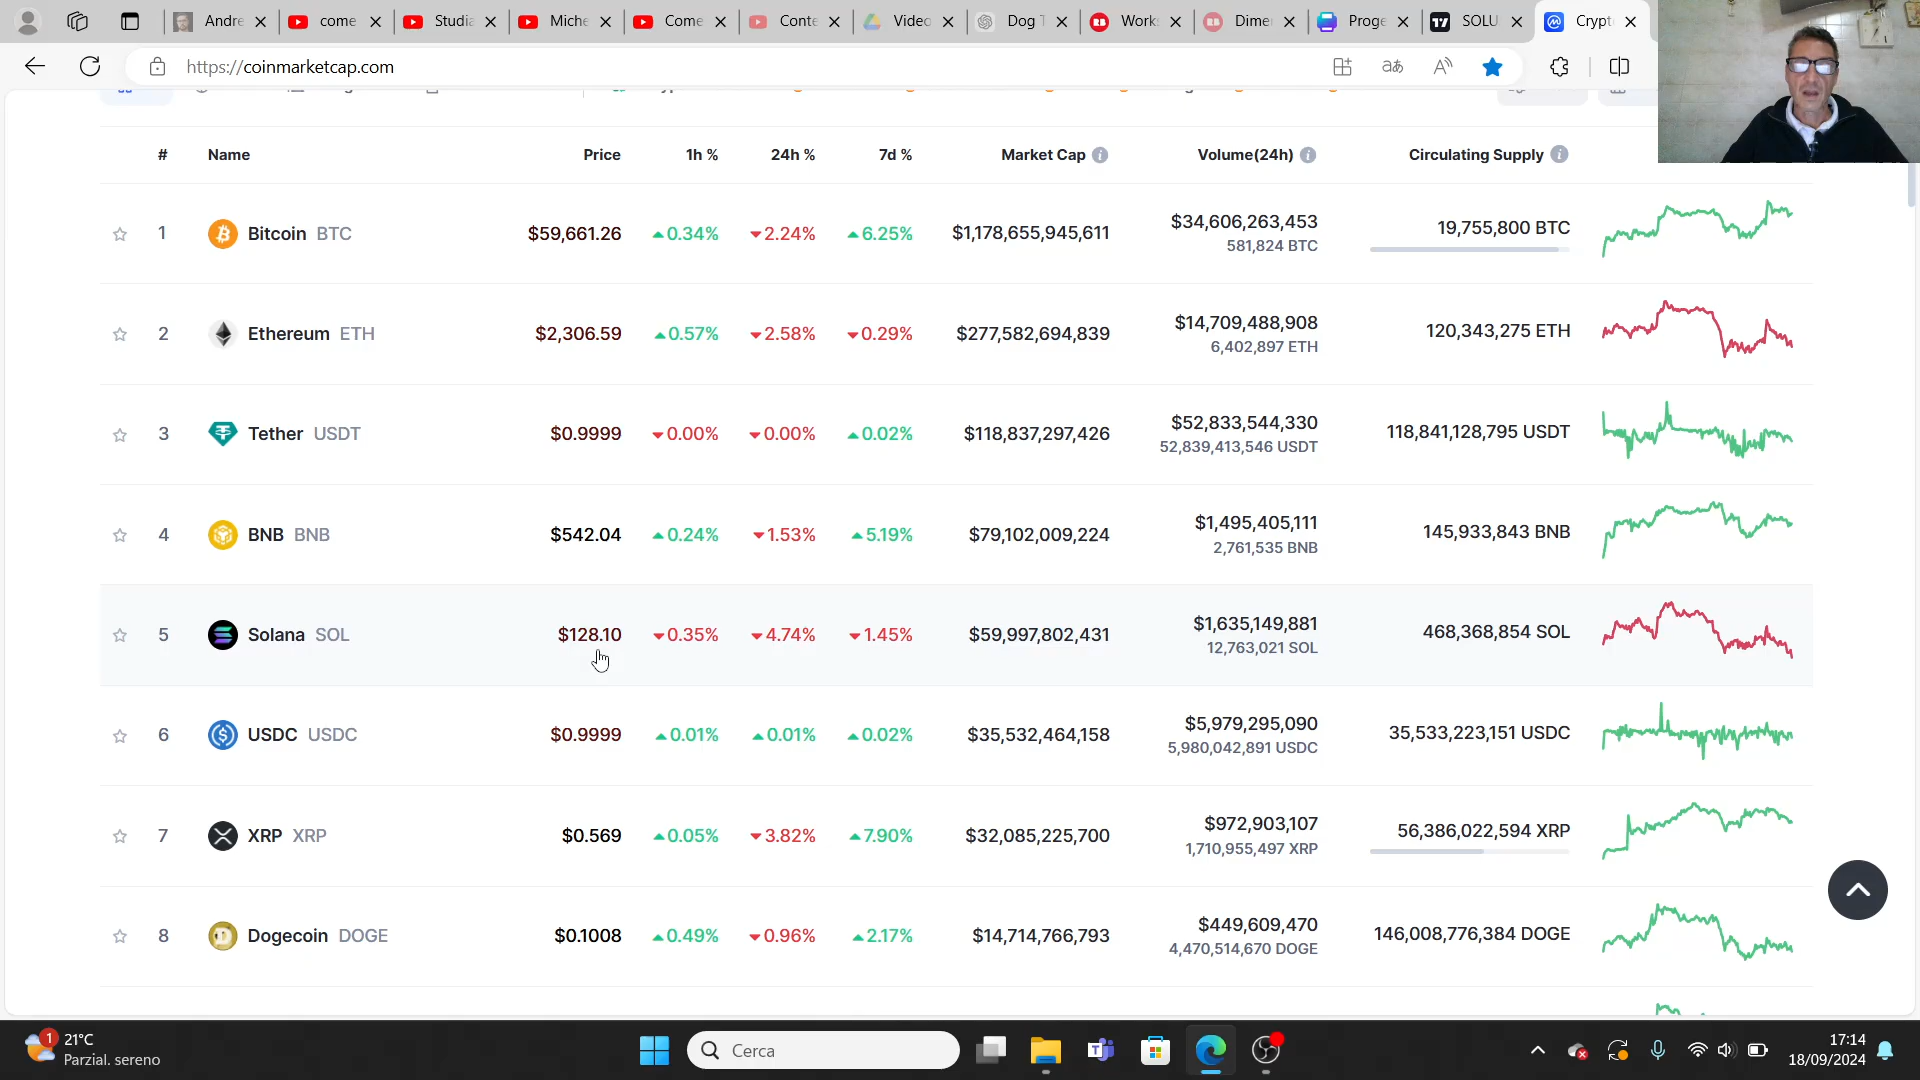 Andre
come
Studia
Miche
Come
Conte
Video
Dog T
Work
Dime
Proge
SOLU
Crypt
https://coinmarketcap.com
# Name Price 1h % 24h % 7d % Market Cap Volume(24h) Circulating Supply
1 Bitcoin BTC $59,661.26 0.34% 2.24% 6.25% $1,178,655,945,611 $34,606,263,453 19,755,800 BTC
581,824 BTC
2 Ethereum ETH $2,306.59 0.57% 2.58% 0.29% $277,582,694,839 $14,709,488,908 120,343,275 ETH
6,402,897 ETH
3 Tether USDT $0.9999 0.00% 0.00% 0.02% $118,837,297,426 $52,833,544,330 118,841,128,795 USDT
52,839,413,546 USDT
4 BNB BNB $542.04 0.24% 1.53% 5.19% $79,102,009,224 $1,495,405,111 145,933,843 BNB
2,761,535 BNB
5 Solana SOL $128.10 0.35% 4.74% 1.45% $59,997,802,431 $1,635,149,881 468,368,854 SOL
12,763,021 SOL
6 USDC USDC $0.9999 0.01% 0.01% 0.02% $35,532,464,158 $5,979,295,090 35,533,223,151 USDC
5,980,042,891 USDC
7 XRP XRP $0.569 0.05% 3.82% 7.90% $32,085,225,700 $972,903,107 56,386,022,594 XRP
1,710,955,497 XRP
8 Dogecoin DOGE $0.1008 0.49% 0.96% 2.17% $14,714,766,793 $449,609,470 146,008,776,384 DOGE
4,470,514,670 DOGE
1
21°C
Parzial. sereno
Cerca
17:14
18/09/2024